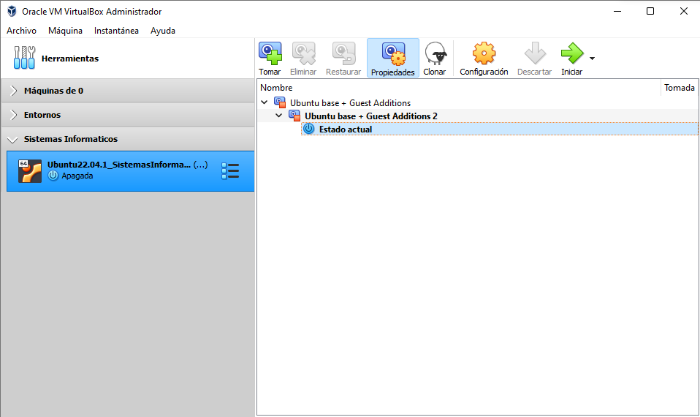 Oracle VM VirtualBox Administrador
Archivo Máquina Instantánea Ayuda
Herramientas
Máquinas de 0
Entornos
Sistemas Informaticos
Ubuntu22.04.1_SistemasInforma... (...)
Apagada
Tomar Eliminar Restaurar Propiedades Clonar Configuración Descartar Iniciar
Nombre Tomada
Ubuntu base + Guest Additions
Ubuntu base + Guest Additions 2
Estado actual